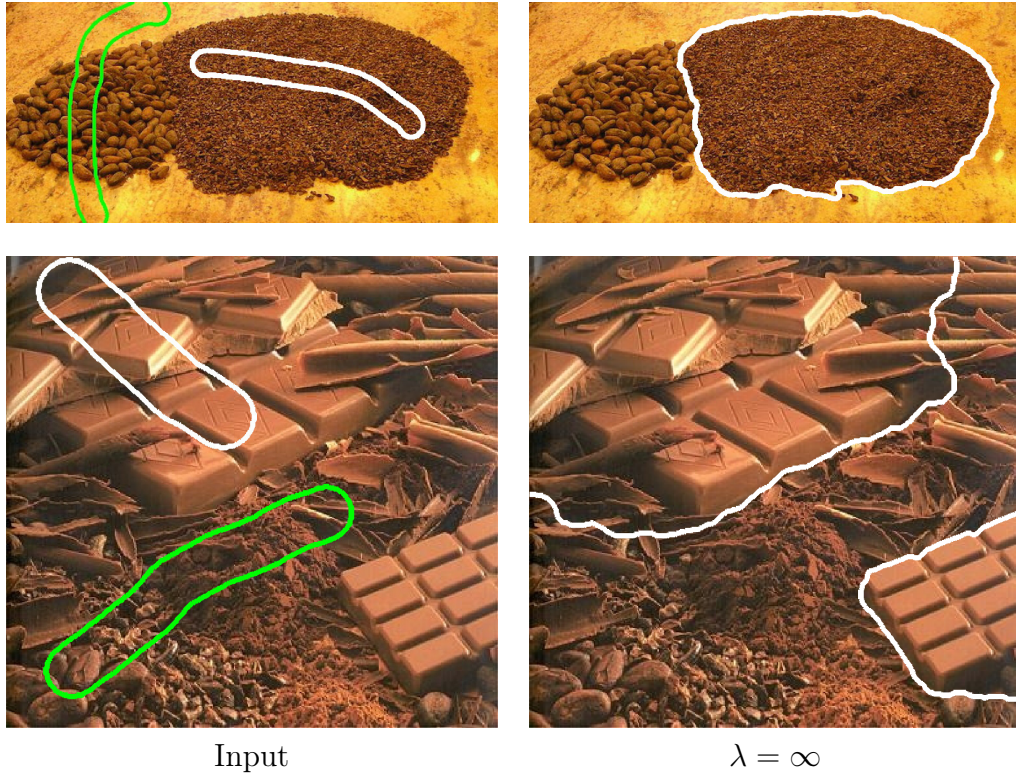 Input
λ = ∞